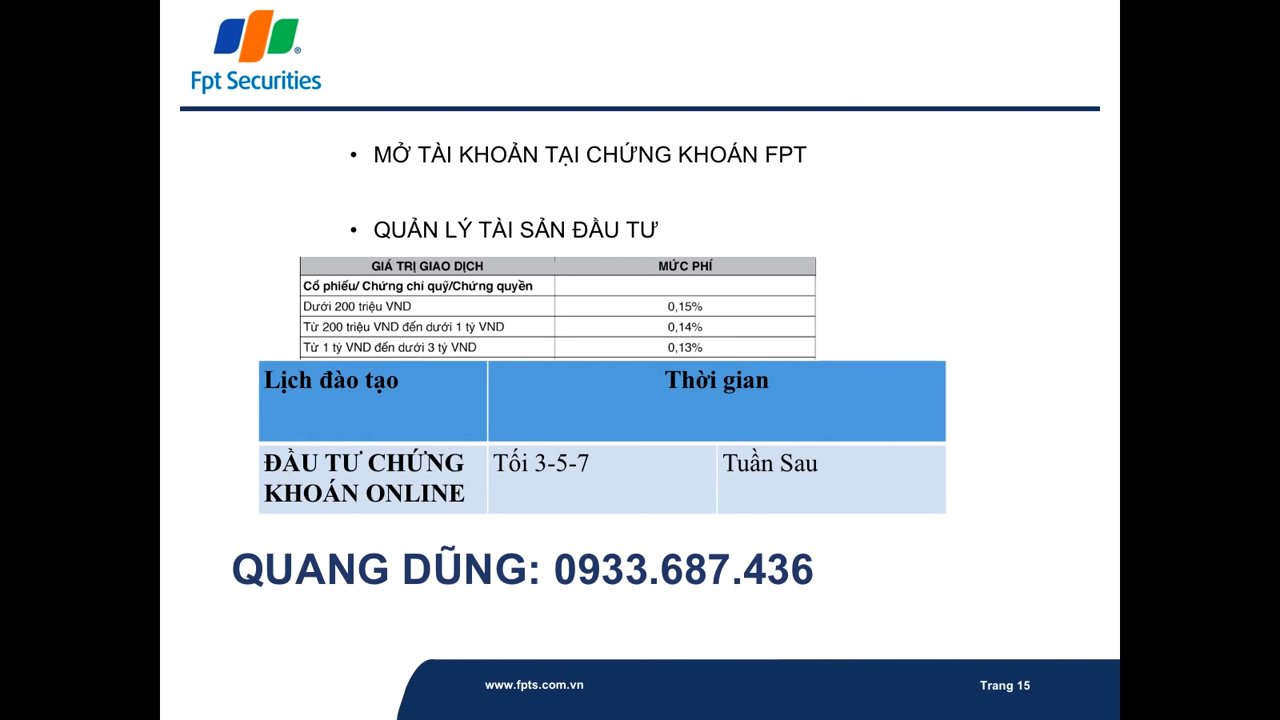 Fpt Securities
• MỞ TÀI KHOẢN TẠI CHỨNG KHOÁN FPT
• QUẢN LÝ TÀI SẢN ĐẦU TƯ
GIÁ TRỊ GIAO DỊCH MỨC PHÍ
Cổ phiếu/ Chứng chỉ quỹ/Chứng quyền
Dưới 200 triệu VND 0,15%
Từ 200 triệu VND đến dưới 1 tỷ VND 0,14%
Từ 1 tỷ VND đến dưới 3 tỷ VND 0,13%
Lịch đào tạo Thời gian
ĐẦU TƯ CHỨNG KHOÁN ONLINE Tối 3-5-7 Tuần Sau
QUANG DŨNG: 0933.687.436
www.fpts.com.vn Trang 15